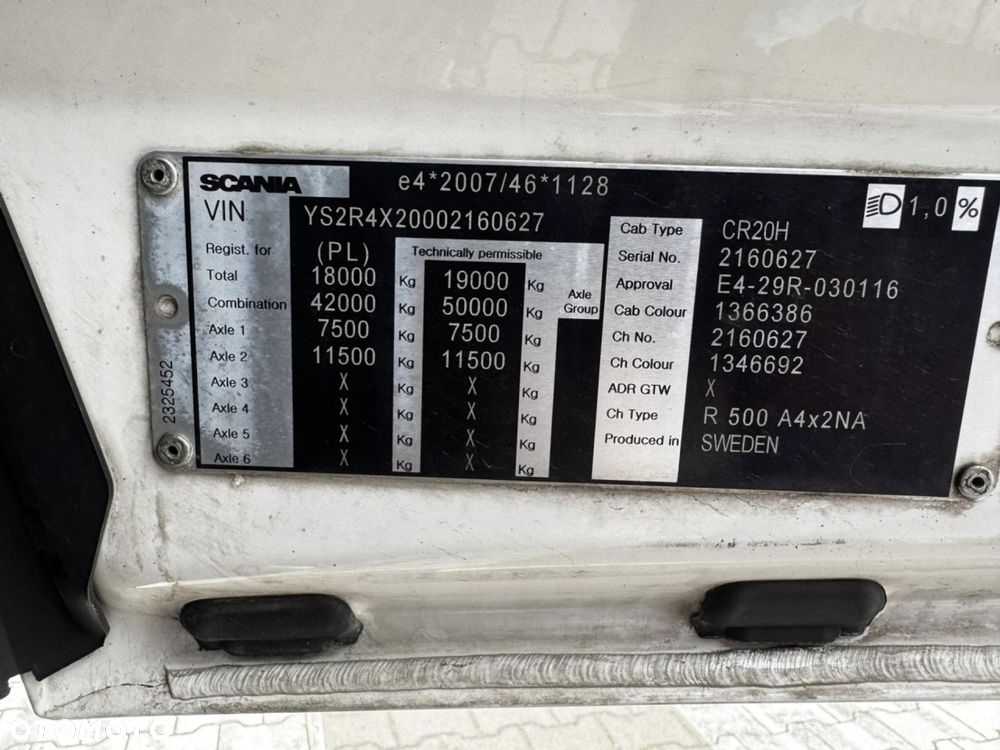 SCANIA e4*2007/46*1128
VIN YS2R4X20002160627
1,0 %
Regist. for (PL) Technically permissible
Total 18000 Kg 19000 Kg
Combination 42000 Kg 50000 Kg
Axle Group
Axle 1 7500 Kg 7500 Kg
Axle 2 11500 Kg 11500 Kg
Axle 3 X Kg X Kg
Axle 4 X Kg X Kg
Axle 5 X Kg X Kg
Axle 6 X Kg X Kg
Cab Type CR20H
Serial No. 2160627
Approval E4-29R-030116
Cab Colour 1366386
Ch No. 2160627
Ch Colour 1346692
ADR GTW X
Ch Type R 500 A4x2NA
Produced in SWEDEN
2325452
OTOMOTO